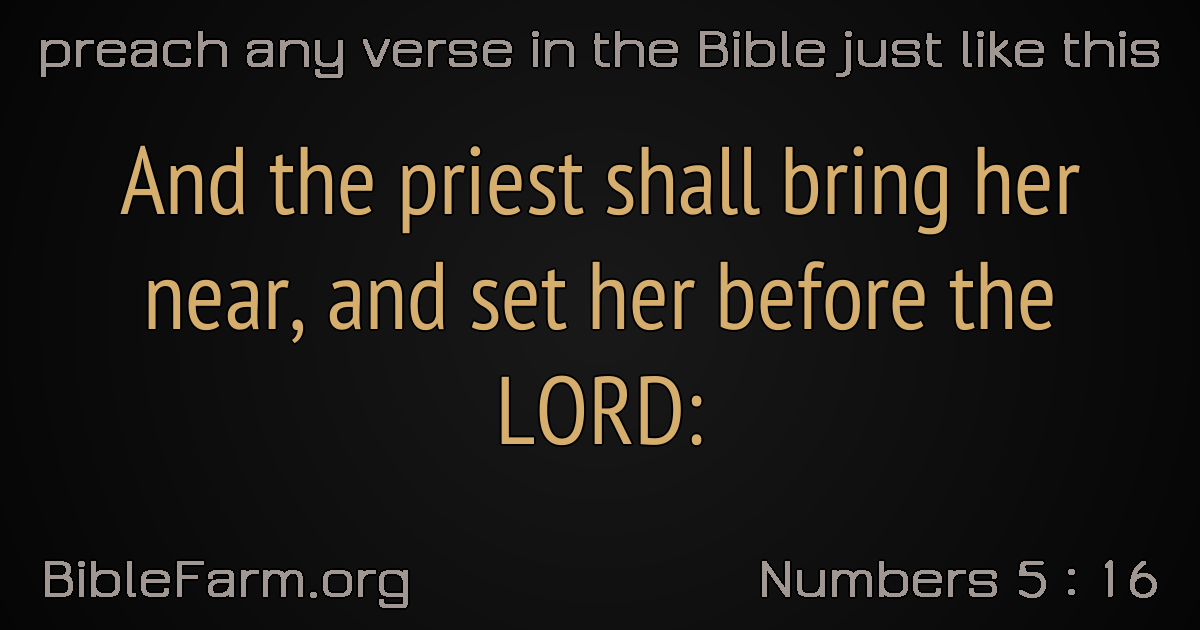 preach any verse in the Bible just like this
And the priest shall bring her
near, and set her before the
LORD:
BibleFarm.org
Numbers 5 : 16